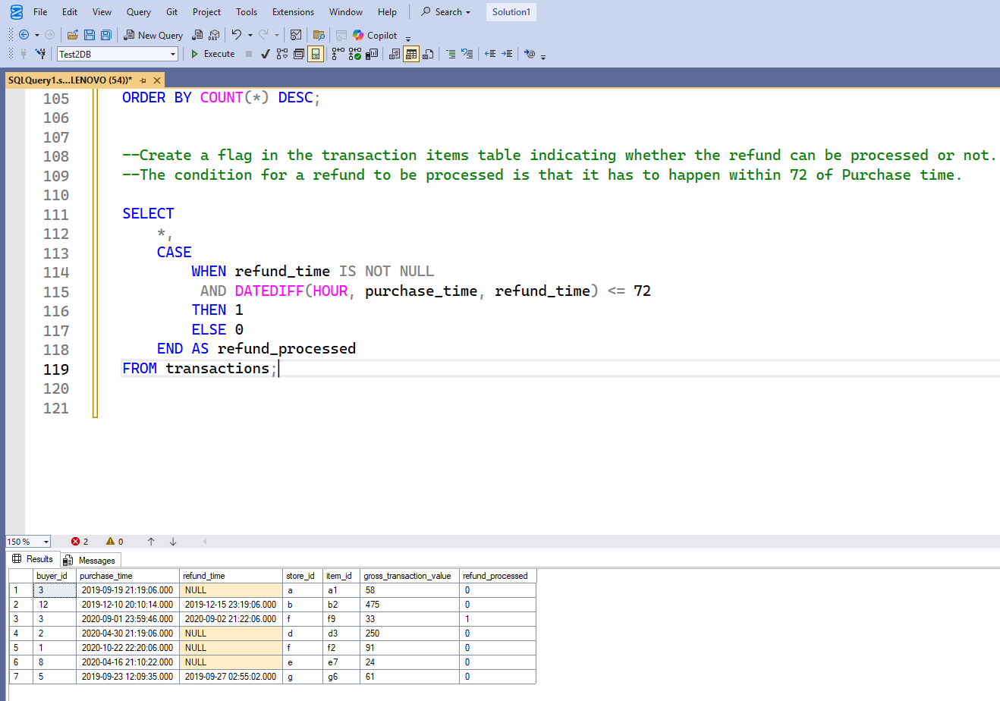 File Edit View Query Git Project Tools Extensions Window Help Search Solution1
New Query DAX Copilot
Test2DB Execute
SQLQuery1.s...LENOVO (54))*
105 ORDER BY COUNT(*) DESC;
106
107
108 --Create a flag in the transaction items table indicating whether the refund can be processed or not.
109 --The condition for a refund to be processed is that it has to happen within 72 of Purchase time.
110
111 SELECT
112 *,
113 CASE
114 WHEN refund_time IS NOT NULL
115 AND DATEDIFF(HOUR, purchase_time, refund_time) <= 72
116 THEN 1
117 ELSE 0
118 END AS refund_processed
119 FROM transactions;
120
121
150 % 2 0
Results Messages
buyer_id purchase_time refund_time store_id item_id gross_transaction_value refund_processed
1 3 2019-09-19 21:19:06.000 NULL a a1 58 0
2 12 2019-12-10 20:10:14.000 2019-12-15 23:19:06.000 b b2 475 0
3 3 2020-09-01 23:59:46.000 2020-09-02 21:22:06.000 f f9 33 1
4 2 2020-04-30 21:19:06.000 NULL d d3 250 0
5 1 2020-10-22 22:20:06.000 NULL f f2 91 0
6 8 2020-04-16 21:10:22.000 NULL e e7 24 0
7 5 2019-09-23 12:09:35.000 2019-09-27 02:55:02.000 g g6 61 0